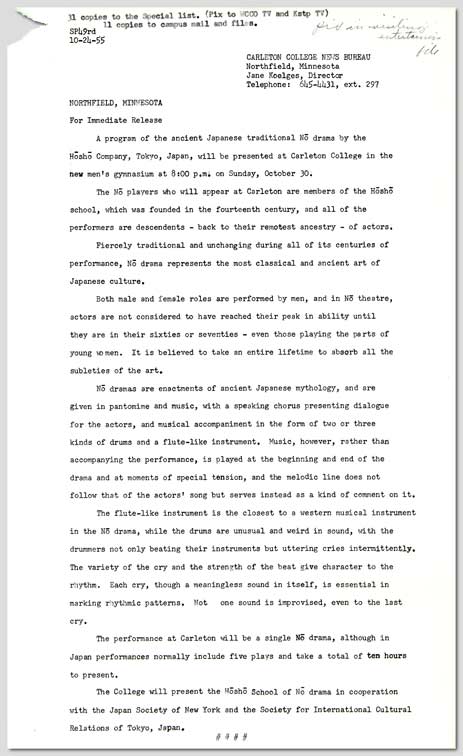 31 copies to the Special list. (Pix to WCCO TV and Kstp TV)
11 copies to campus mail and files.
SP49rd
10-24-55
visiting
entertainers
file
CARLETON COLLEGE NEWS BUREAU
Northfield, Minnesota
Jane Koelges, Director
Telephone: 645-4431, ext. 297
NORTHFIELD, MINNESOTA
For Immediate Release
A program of the ancient Japanese traditional Nō drama by the
Hōshō Company, Tokyo, Japan, will be presented at Carleton College in the
new men's gymnasium at 8:00 p.m. on Sunday, October 30.
The Nō players who will appear at Carleton are members of the Hōshō
school, which was founded in the fourteenth century, and all of the
performers are descendents - back to their remotest ancestry - of actors.
Fiercely traditional and unchanging during all of its centuries of
performance, Nō drama represents the most classical and ancient art of
Japanese culture.
Both male and female roles are performed by men, and in Nō theatre,
actors are not considered to have reached their peak in ability until
they are in their sixties or seventies - even those playing the parts of
young women. It is believed to take an entire lifetime to absorb all the
subleties of the art.
Nō dramas are enactments of ancient Japanese mythology, and are
given in pantomine and music, with a speaking chorus presenting dialogue
for the actors, and musical accompaniment in the form of two or three
kinds of drums and a flute-like instrument. Music, however, rather than
accompanying the performance, is played at the beginning and end of the
drama and at moments of special tension, and the melodic line does not
follow that of the actors' song but serves instead as a kind of comment on it.
The flute-like instrument is the closest to a western musical instrument
in the Nō drama, while the drums are unusual and weird in sound, with the
drummers not only beating their instruments but uttering cries intermittently.
The variety of the cry and the strength of the beat give character to the
rhythm. Each cry, though a meaningless sound in itself, is essential in
marking rhythmic patterns. Not one sound is improvised, even to the last
cry.
The performance at Carleton will be a single Nō drama, although in
Japan performances normally include five plays and take a total of ten hours
to present.
The College will present the Hōshō School of Nō drama in cooperation
with the Japan Society of New York and the Society for International Cultural
Relations of Tokyo, Japan.
# # # #